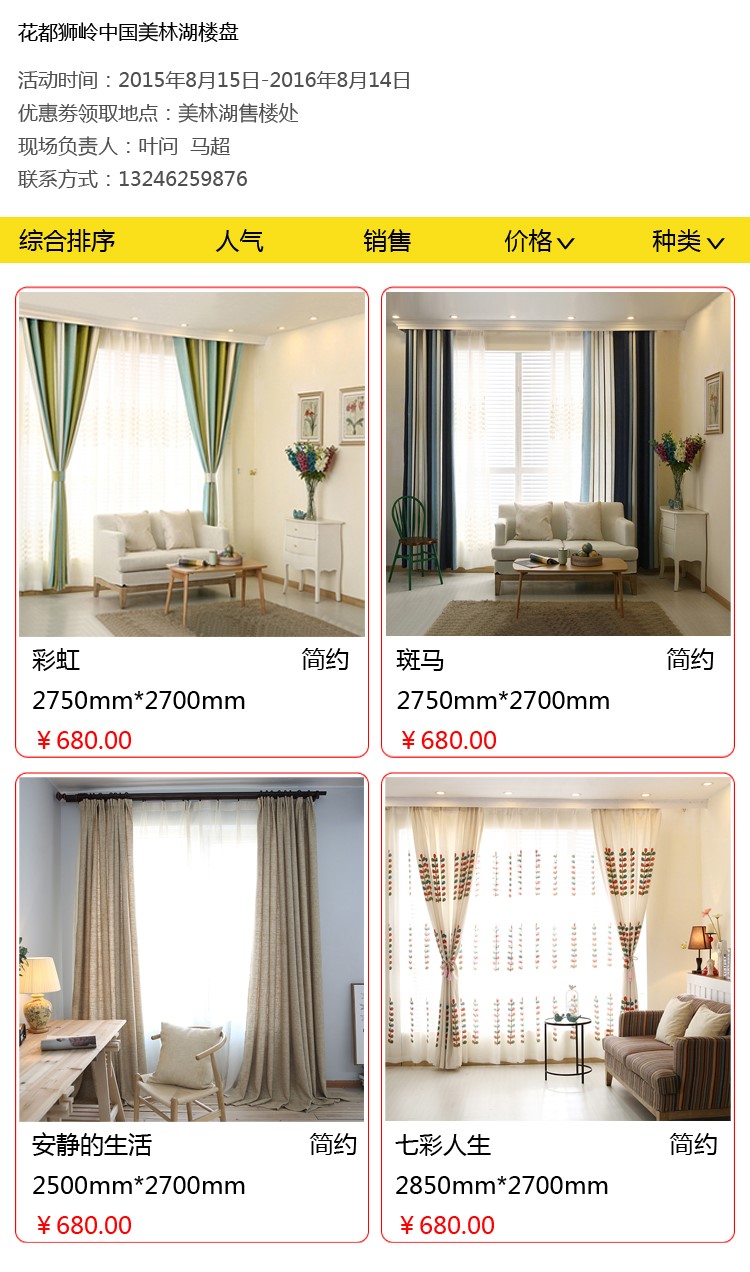 花都狮岭中国美林湖楼盘
活动时间：2015年8月15日-2016年8月14日
优惠劵领取地点：美林湖售楼处
现场负责人：叶问 马超
联系方式：13246259876
综合排序 人气 销售 价格 种类
彩虹 简约
2750mm*2700mm
￥680.00
斑马 简约
2750mm*2700mm
￥680.00
安静的生活 简约
2500mm*2700mm
￥680.00
七彩人生 简约
2850mm*2700mm
￥680.00